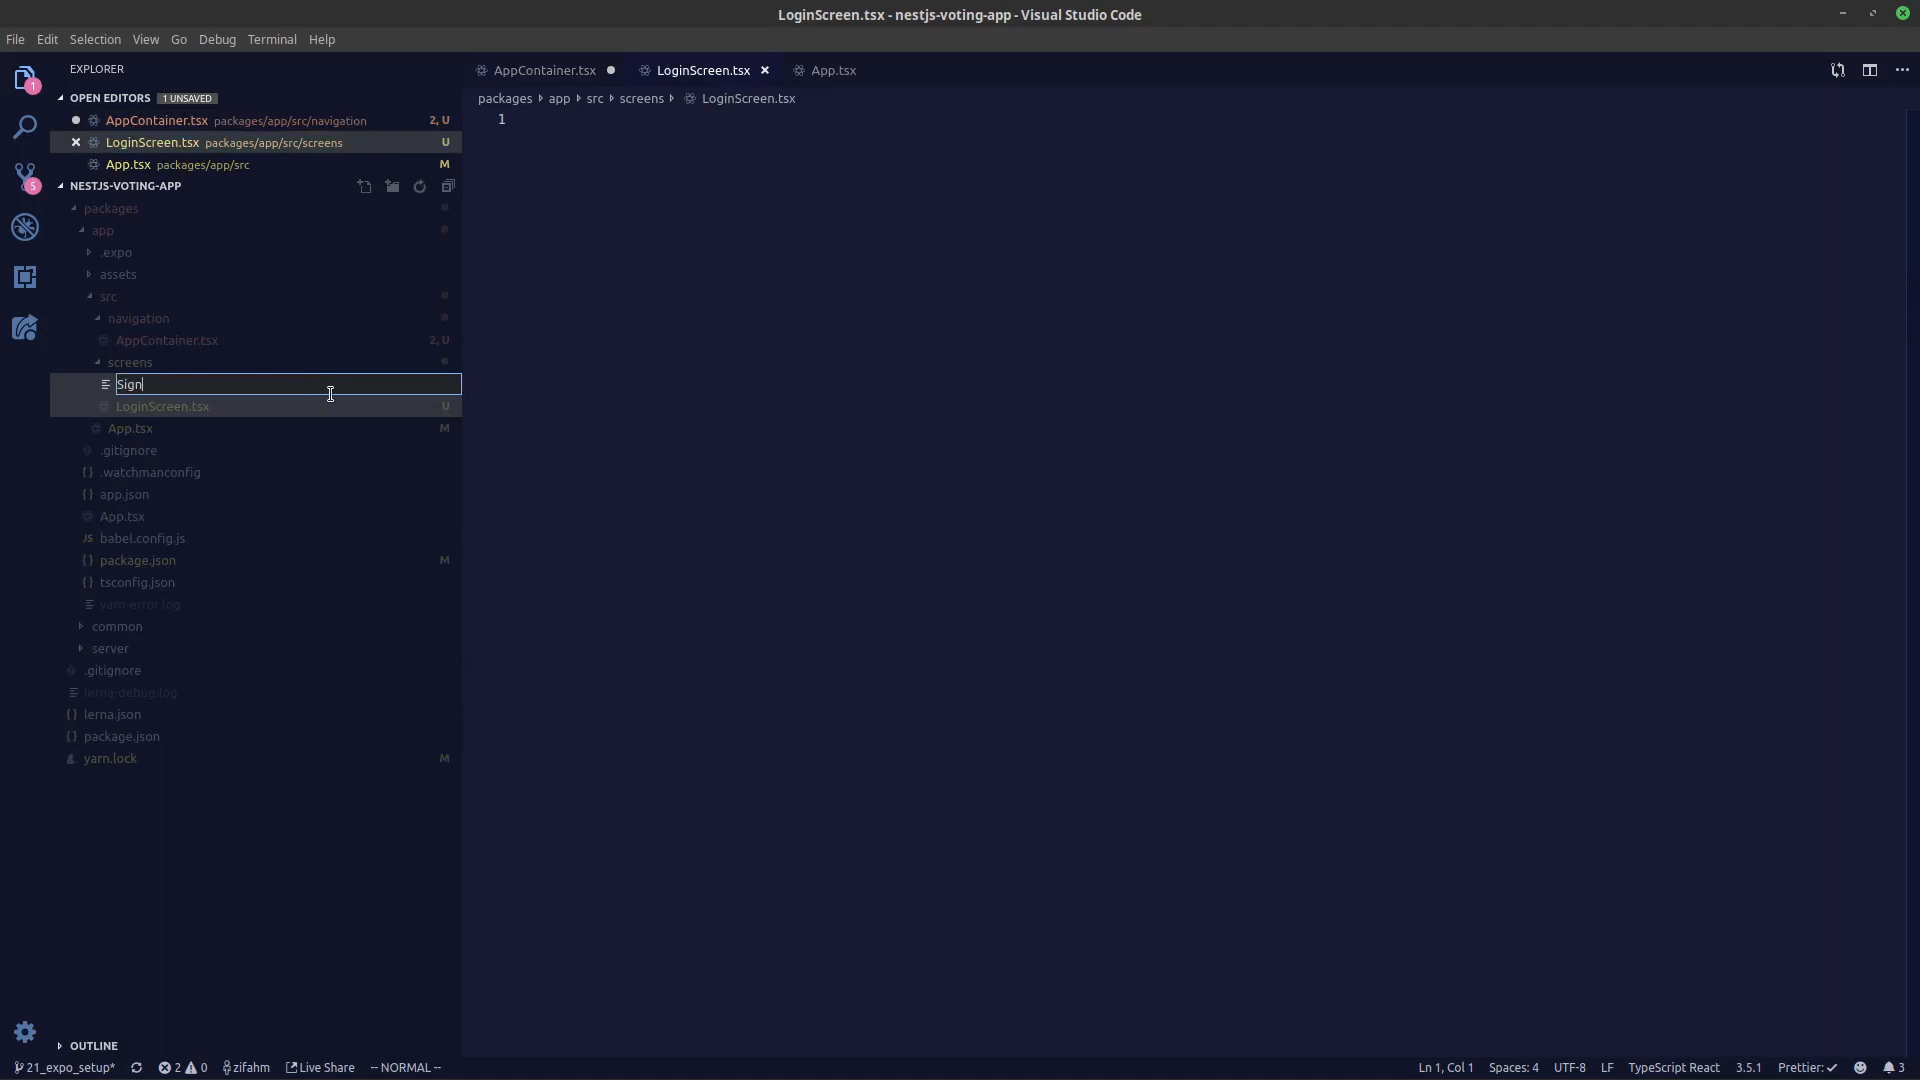 LoginScreen.tsx - nestjs-voting-app - Visual Studio Code
File Edit Selection View Go Debug Terminal Help
EXPLORER
OPEN EDITORS 1 UNSAVED
AppContainer.tsx packages/app/src/navigation 2, U
LoginScreen.tsx packages/app/src/screens U
App.tsx packages/app/src M
NESTJS-VOTING-APP
packages
app
.expo
assets
src
navigation
AppContainer.tsx 2, U
screens
Sign
LoginScreen.tsx U
App.tsx M
.gitignore
.watchmanconfig
app.json
App.tsx
JS babel.config.js
package.json M
tsconfig.json
yarn-error.log
common
server
.gitignore
lerna-debug.log
lerna.json
package.json
yarn.lock M
OUTLINE
1
5
AppContainer.tsx LoginScreen.tsx App.tsx
packages app src screens LoginScreen.tsx
1
21_expo_setup* 2 0 zifahm Live Share -- NORMAL -- Ln 1, Col 1 Spaces: 4 UTF-8 LF TypeScript React 3.5.1 Prettier: ✓ 3